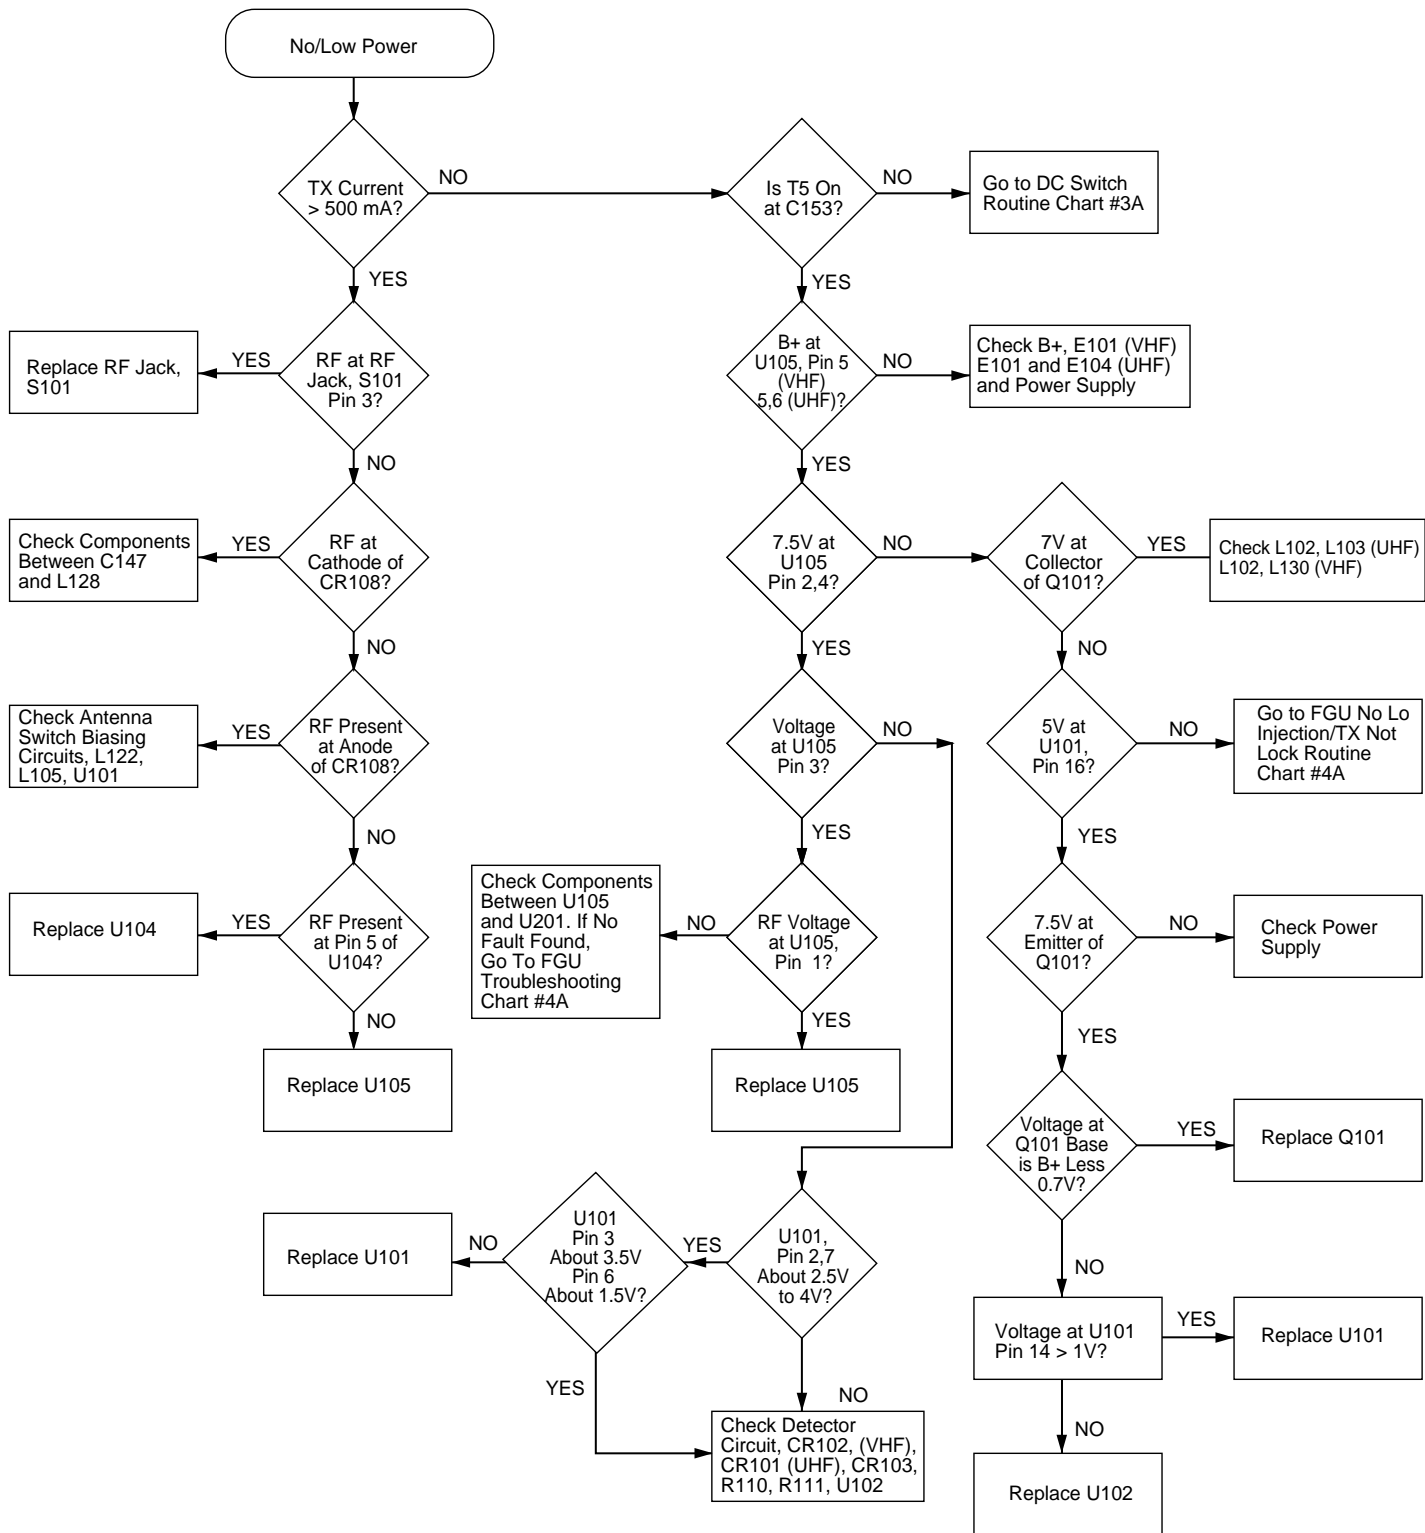 No/Low Power
TX Current
> 500 mA?
NO
YES
Is T5 On
at C153?
NO
YES
Go to DC Switch
Routine Chart #3A
Replace RF Jack,
S101
YES
RF at RF
Jack, S101
Pin 3?
NO
B+ at
U105, Pin 5
(VHF)
5,6 (UHF)?
NO
YES
Check B+, E101 (VHF)
E101 and E104 (UHF)
and Power Supply
Check Components
Between C147
and L128
YES
RF at
Cathode of
CR108?
NO
7.5V at
U105
Pin 2,4?
NO
YES
7V at
Collector
of Q101?
YES
NO
Check L102, L103 (UHF)
L102, L130 (VHF)
Check Antenna
Switch Biasing
Circuits, L122,
L105, U101
YES
RF Present
at Anode
of CR108?
NO
Voltage
at U105
Pin 3?
NO
YES
5V at
U101,
Pin 16?
NO
YES
Go to FGU No Lo
Injection/TX Not
Lock Routine
Chart #4A
Replace U104
YES
RF Present
at Pin 5 of
U104?
NO
Replace U105
Check Components
Between U105
and U201. If No
Fault Found,
Go To FGU
Troubleshooting
Chart #4A
NO
RF Voltage
at U105,
Pin 1?
YES
Replace U105
7.5V at
Emitter of
Q101?
NO
YES
Check Power
Supply
Voltage at
Q101 Base
is B+ Less
0.7V?
YES
NO
Replace Q101
Replace U101
NO
U101
Pin 3
About 3.5V
Pin 6
About 1.5V?
YES
YES
U101,
Pin 2,7
About 2.5V
to 4V?
NO
Check Detector
Circuit, CR102, (VHF),
CR101 (UHF), CR103,
R110, R111, U102
Voltage at U101
Pin 14 > 1V?
YES
NO
Replace U101
Replace U102